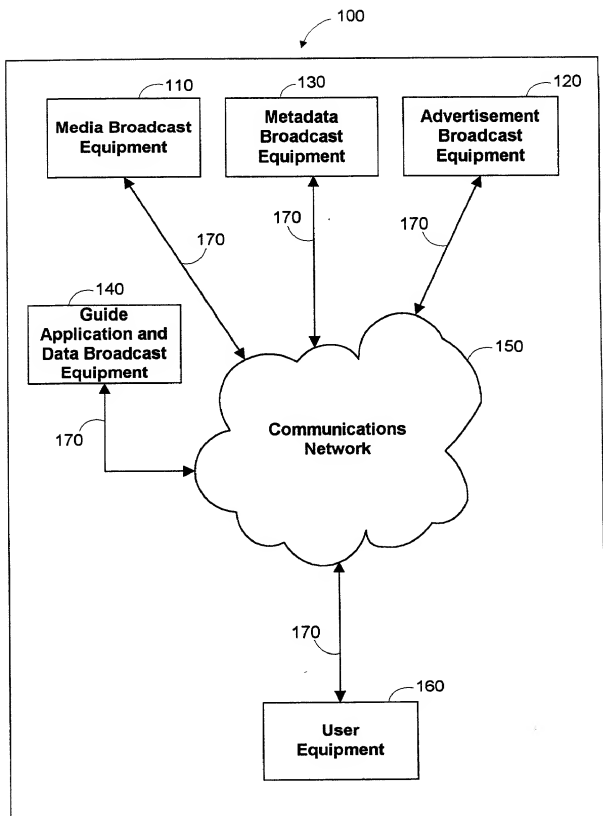 100
110
130
120
Media Broadcast
Equipment
Metadata
Broadcast
Equipment
Advertisement
Broadcast
Equipment
170
170
170
140
Guide
Application and
Data Broadcast
Equipment
150
170
Communications
Network
170
160
User
Equipment